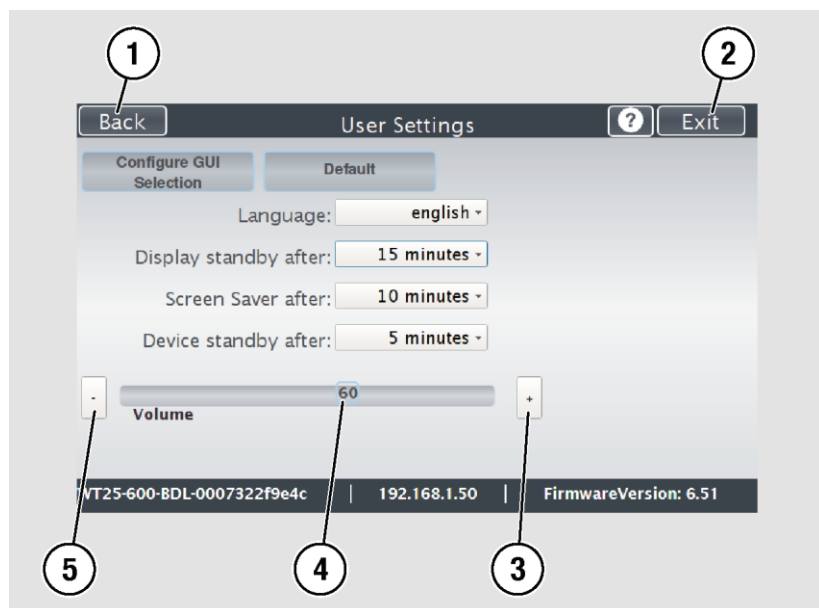 1
2
Back
User Settings
?
Exit
Configure GUI
Selection
Default
Language:
english
Display standby after:
15 minutes
Screen Saver after:
10 minutes
Device standby after:
5 minutes
-
60
+
Volume
VT25-600-BDL-0007322f9e4c | 192.168.1.50 | FirmwareVersion: 6.51
5
4
3